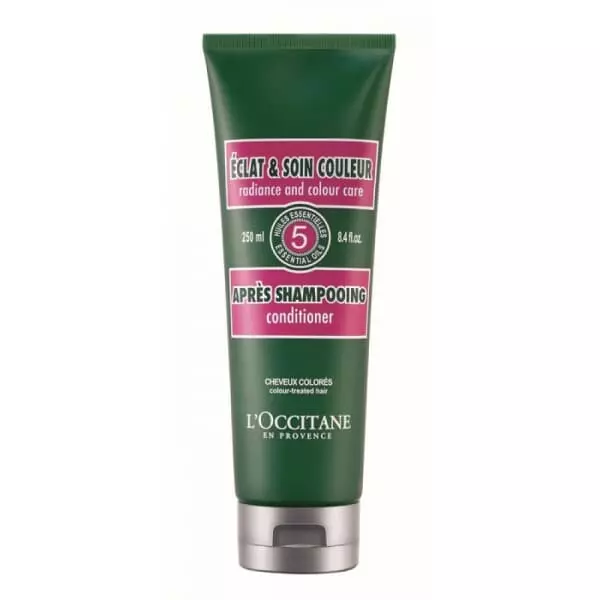 ÉCLAT & SOIN COULEUR
radiance and colour care
HUILES ESSENTIELLES
250 ml 5 8.4 fl.oz.
ESSENTIAL OILS
APRÈS SHAMPOOING
conditioner
CHEVEUX COLORÉS
colour-treated hair
L'OCCITANE
EN PROVENCE